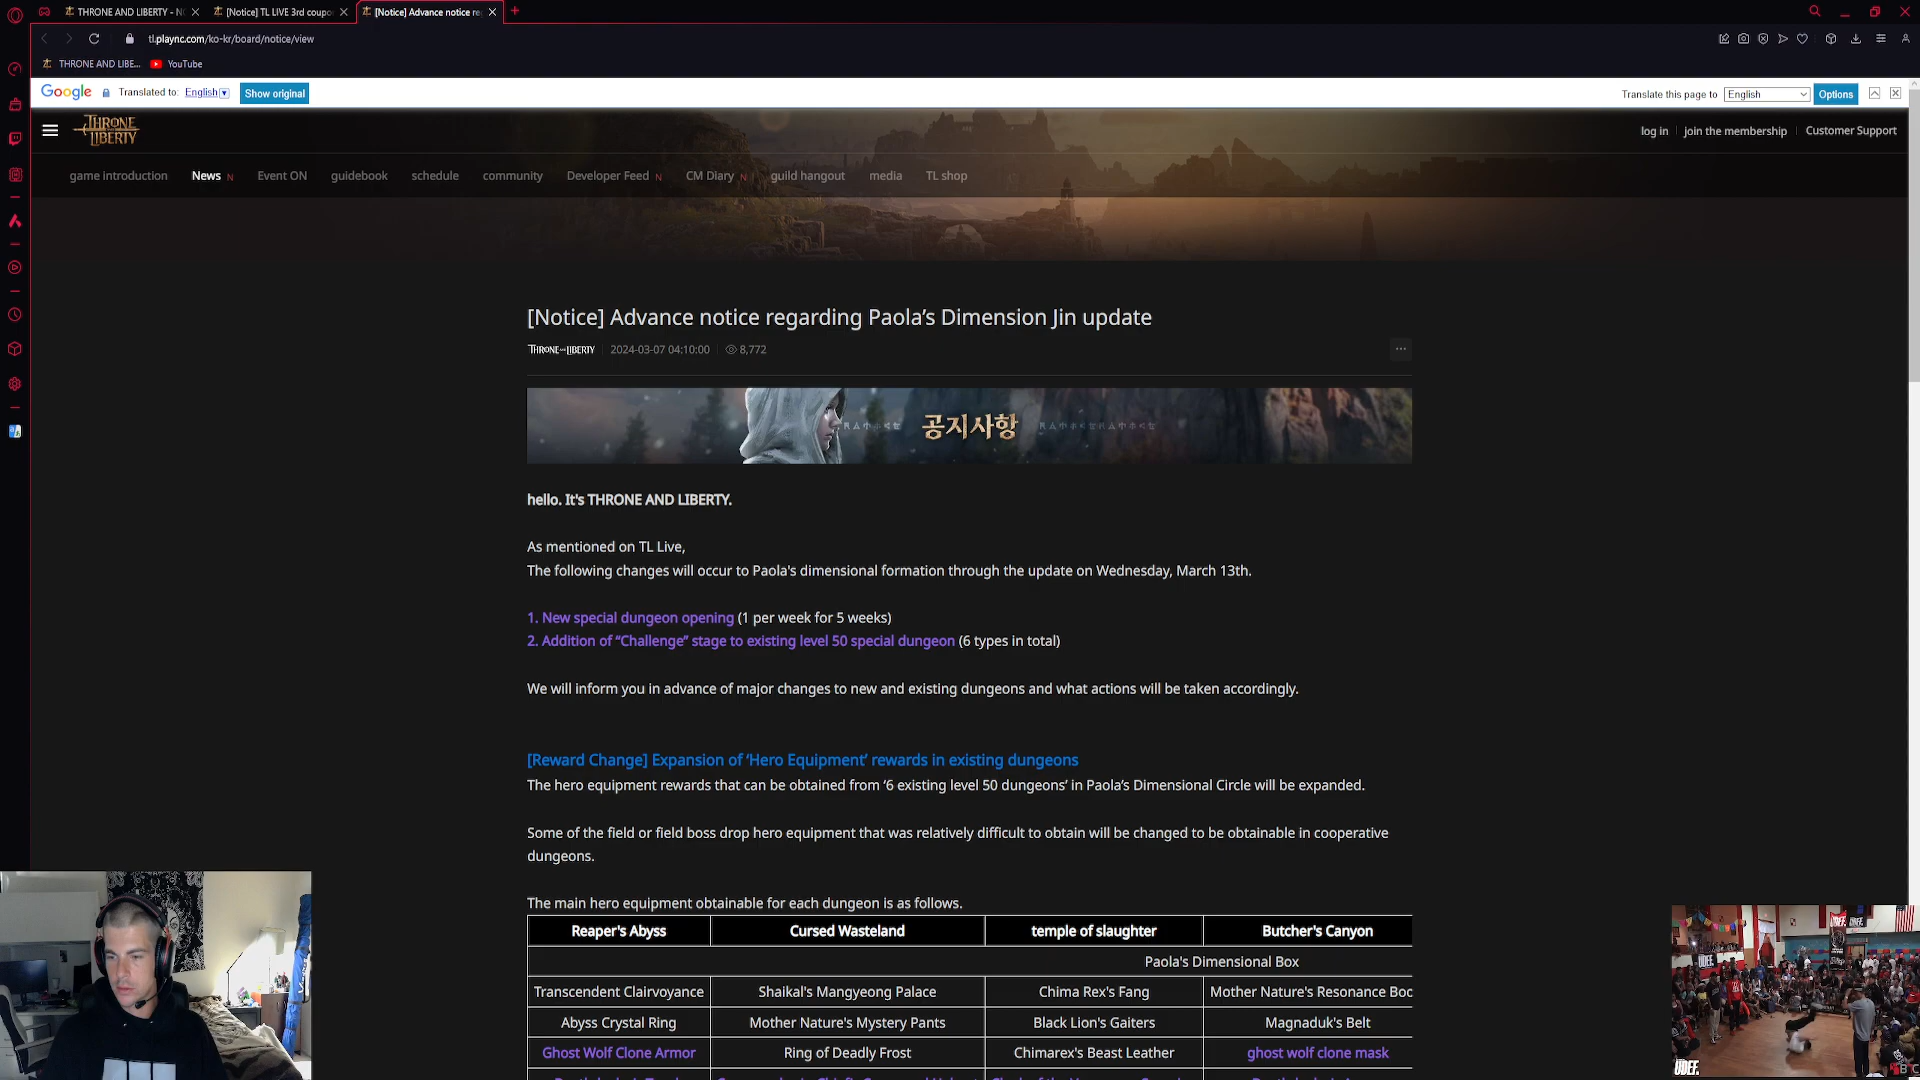 THRONE AND LIBERTY - N
[Notice] TL LIVE 3rd coupo
[Notice] Advance notice re
tl.plaync.com/ko-kr/board/notice/view
THRONE AND LIBE...
YouTube
Google
Translated to: English
Show original
Translate this page to
English
Options
THRONE AND LIBERTY
log in
join the membership
Customer Support
game introduction
News N
Event ON
guidebook
schedule
community
Developer Feed N
CM Diary N
guild hangout
media
TL shop
[Notice] Advance notice regarding Paola’s Dimension Jin update
THRONE AND LIBERTY
2024-03-07 04:10:00
8,772
공지사항
hello. It's THRONE AND LIBERTY.
As mentioned on TL Live,
The following changes will occur to Paola's dimensional formation through the update on Wednesday, March 13th.
1. New special dungeon opening (1 per week for 5 weeks)
2. Addition of “Challenge” stage to existing level 50 special dungeon (6 types in total)
We will inform you in advance of major changes to new and existing dungeons and what actions will be taken accordingly.
[Reward Change] Expansion of ‘Hero Equipment’ rewards in existing dungeons
The hero equipment rewards that can be obtained from ‘6 existing level 50 dungeons’ in Paola’s Dimensional Circle will be expanded.
Some of the field or field boss drop hero equipment that was relatively difficult to obtain will be changed to be obtainable in cooperative
dungeons.
The main hero equipment obtainable for each dungeon is as follows.
Reaper's Abyss
Cursed Wasteland
temple of slaughter
Butcher's Canyon
Paola's Dimensional Box
Transcendent Clairvoyance
Shaikal's Mangyeong Palace
Chima Rex's Fang
Mother Nature's Resonance Boo
Abyss Crystal Ring
Mother Nature's Mystery Pants
Black Lion's Gaiters
Magnaduk's Belt
Ghost Wolf Clone Armor
Ring of Deadly Frost
Chimarex's Beast Leather
ghost wolf clone mask
UDEF